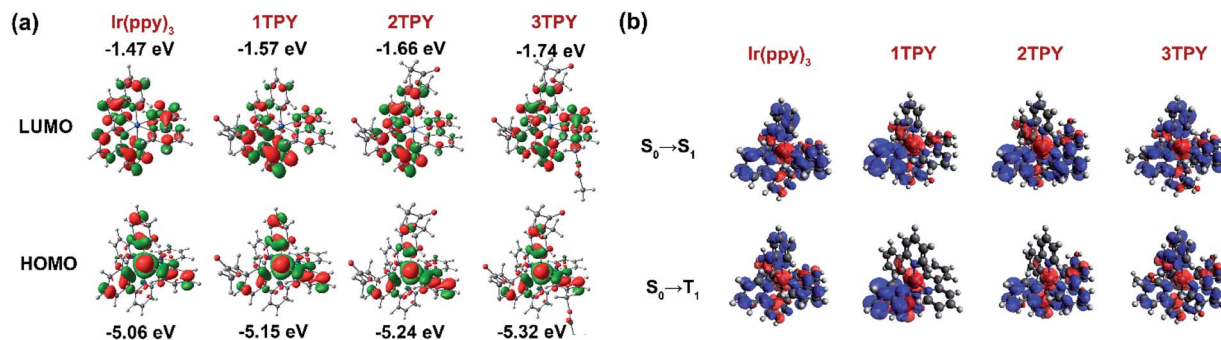 (a)
Ir(ppy)₃ 1TPY 2TPY 3TPY
-1.47 eV -1.57 eV -1.66 eV -1.74 eV
LUMO
HOMO
-5.06 eV -5.15 eV -5.24 eV -5.32 eV
(b)
Ir(ppy)₃ 1TPY 2TPY 3TPY
S₀→S₁
S₀→T₁